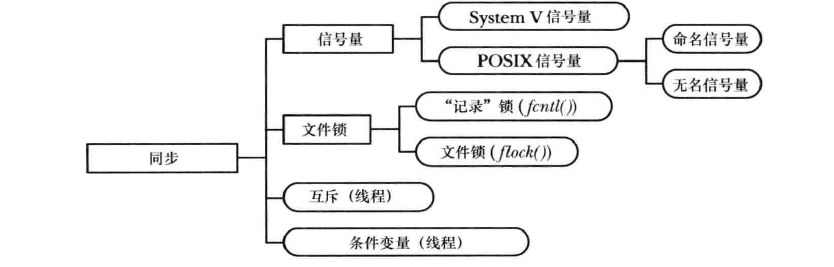 System V 信号量
命名信号量
信号量
POSIX 信号量
无名信号量
“记录”锁 (fcntl())
文件锁
文件锁 (flock())
同步
互斥（线程）
条件变量（线程）